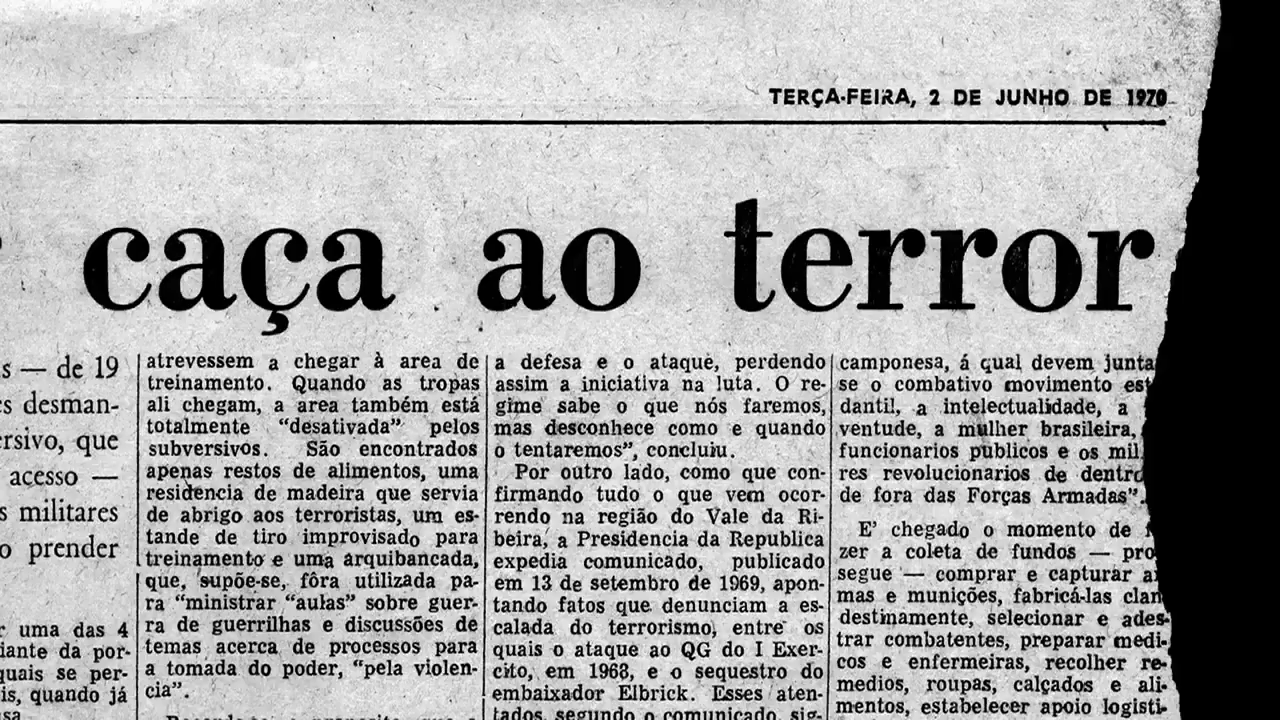 TERÇA-FEIRA, 2 DE JUNHO DE 1970
caça ao terror
— de 19
desman-
que
acesso —
militares
prender
uma das 4
da por-
quais se per-
quando já
atrevessem a chegar à area de
treinamento. Quando as tropas
ali chegam, a area também está
totalmente “desativada” pelos
subversivos. São encontrados
apenas restos de alimentos, uma
residencia de madeira que servia
de abrigo aos terroristas, um es-
tande de tiro improvisado para
treinamento e uma arquibancada,
que, supõe-se, fôra utilizada pa-
ra “ministrar “aulas” sobre guer-
ra de guerrilhas e discussões de
temas acerca de processos para
a tomada do poder, “pela violen-
cia”.
a defesa e o ataque, perdendo
assim a iniciativa na luta. O re-
gime sabe o que nós faremos,
mas desconhece como e quando
o tentaremos”, concluiu.
Por outro lado, como que con-
firmando tudo o que vem ocor-
rendo na região do Vale da Ri-
beira, a Presidencia da Republica
expedia comunicado, publicado
em 13 de setembro de 1969, apon-
tando fatos que denunciam a es-
calada do terrorismo, entre os
quais o ataque ao QG do I Exer-
cito, em 1968, e o sequestro do
embaixador Elbrick. Esses aten-
tados, segundo o comunicado, sig-
camponesa, á qual devem junta
se o combativo movimento est
dantil, a intelectualidade, a
ventude, a mulher brasileira,
funcionarios publicos e os mil
res revolucionarios de dentro
de fora das Forças Armadas”.
E' chegado o momento de
zer a coleta de fundos — pro
segue — comprar e capturar a
mas e munições, fabricá-las clan
destinamente, selecionar e ades-
trar combatentes, preparar medi-
cos e enfermeiras, recolher re-
medios, roupas, calçados e ali-
mentos, estabelecer apoio logisti-